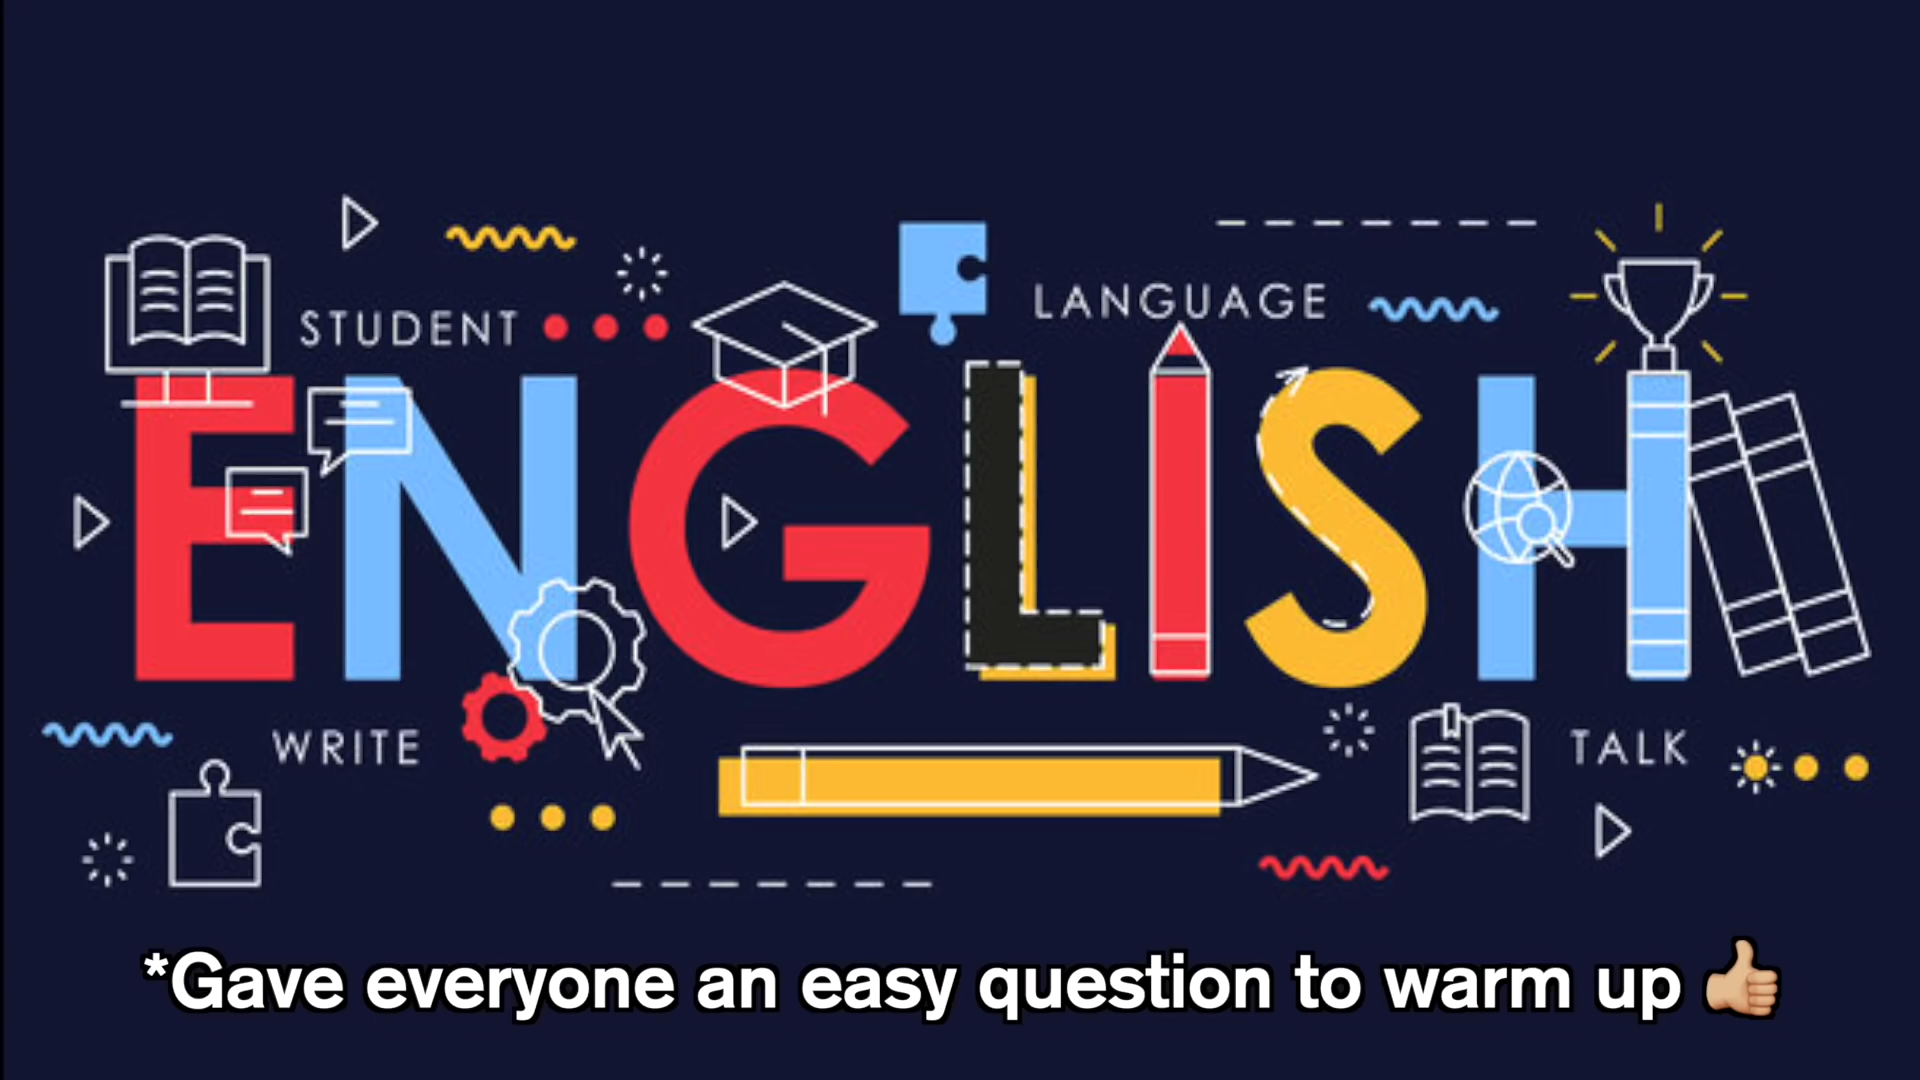 STUDENT
LANGUAGE
ENGLISH
WRITE
TALK
*Gave everyone an easy question to warm up 👍🏼